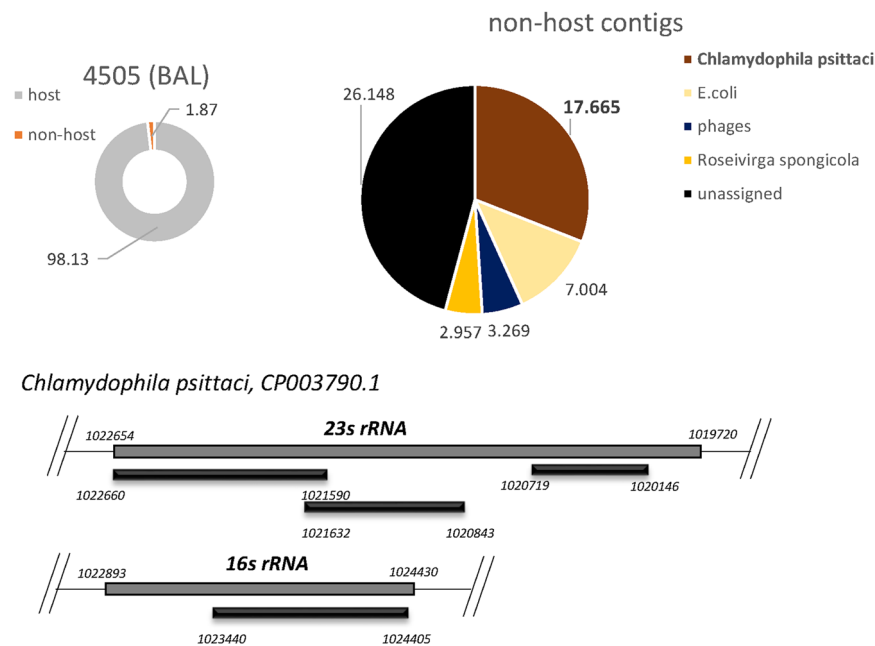 non-host contigs
4505 (BAL)
host
non-host
1.87
98.13
26.148
17.665
7.004
3.269
2.957
Chlamydophila psittaci
E.coli
phages
Roseivirga spongicola
unassigned
Chlamydophila psittaci, CP003790.1
1022654
23s rRNA
1019720
1022660
1021590
1020719
1020146
1021632
1020843
1022893
16s rRNA
1024430
1023440
1024405